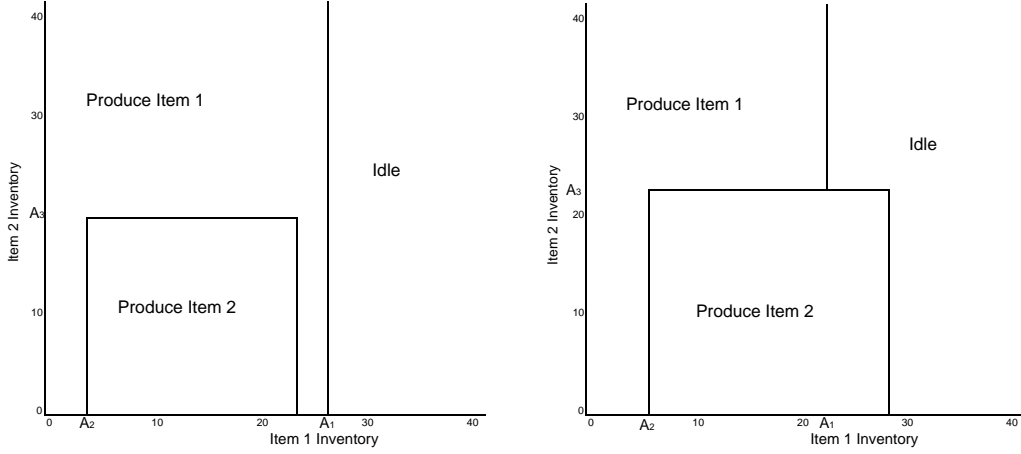 40
Produce Item 1
30
Idle
Item 2 Inventory
A3
20
Produce Item 2
10
0
0 A2 10 20 A1 30 40
Item 1 Inventory
40
Produce Item 1
30
Idle
Item 2 Inventory
A3
20
Produce Item 2
10
0
0 A2 10 20 A1 30 40
Item 1 Inventory